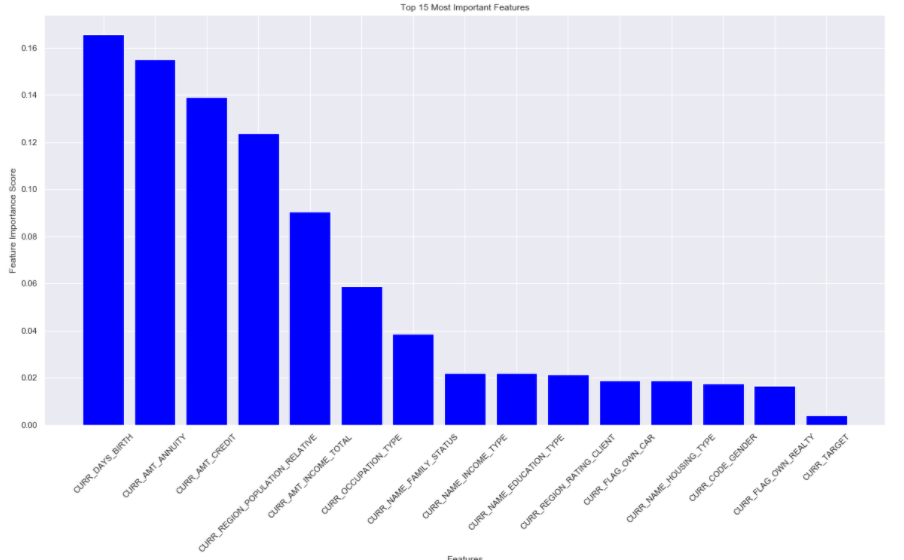 Top 15 Most Important Features
Feature Importance Score
0.16
0.14
0.12
0.10
0.08
0.06
0.04
0.02
0.00
CURR_DAYS_BIRTH
CURR_AMT_ANNUITY
CURR_AMT_CREDIT
CURR_REGION_POPULATION_RELATIVE
CURR_AMT_INCOME_TOTAL
CURR_OCCUPATION_TYPE
CURR_NAME_FAMILY_STATUS
CURR_NAME_INCOME_TYPE
CURR_NAME_EDUCATION_TYPE
CURR_REGION_RATING_CLIENT
CURR_FLAG_OWN_CAR
CURR_NAME_HOUSING_TYPE
CURR_CODE_GENDER
CURR_FLAG_OWN_REALTY
CURR_TARGET
Features